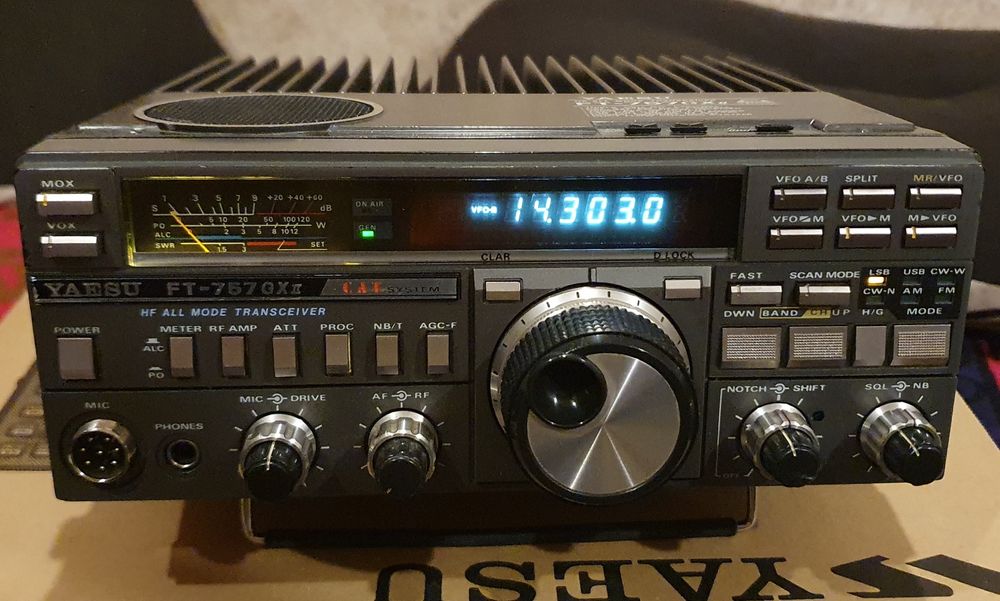 MOX
VOX
S 1 3 5 7 9 +20 +40 +60 dB
PO 5 10 20 50 100 120 W
ALC 2 3 5 8 10 12
SWR 1.5 3 SET
ON AIR
GEN
VFO-B 14.303.0
VFO A/B SPLIT MR/VFO
VFO M VFO►M M►VFO
CLAR D LOCK
YAESU FT-757GXII CAT SYSTEM
HF ALL MODE TRANSCEIVER
POWER METER RF AMP ATT PROC NB/T AGC-F
ALC
PO
FAST SCAN MODE LSB USB CW-W
CW-N AM FM
DWN BAND/CH UP H/G MODE
MIC PHONES MIC DRIVE AF RF
NOTCH SHIFT SQL NB
OFF
YAESU